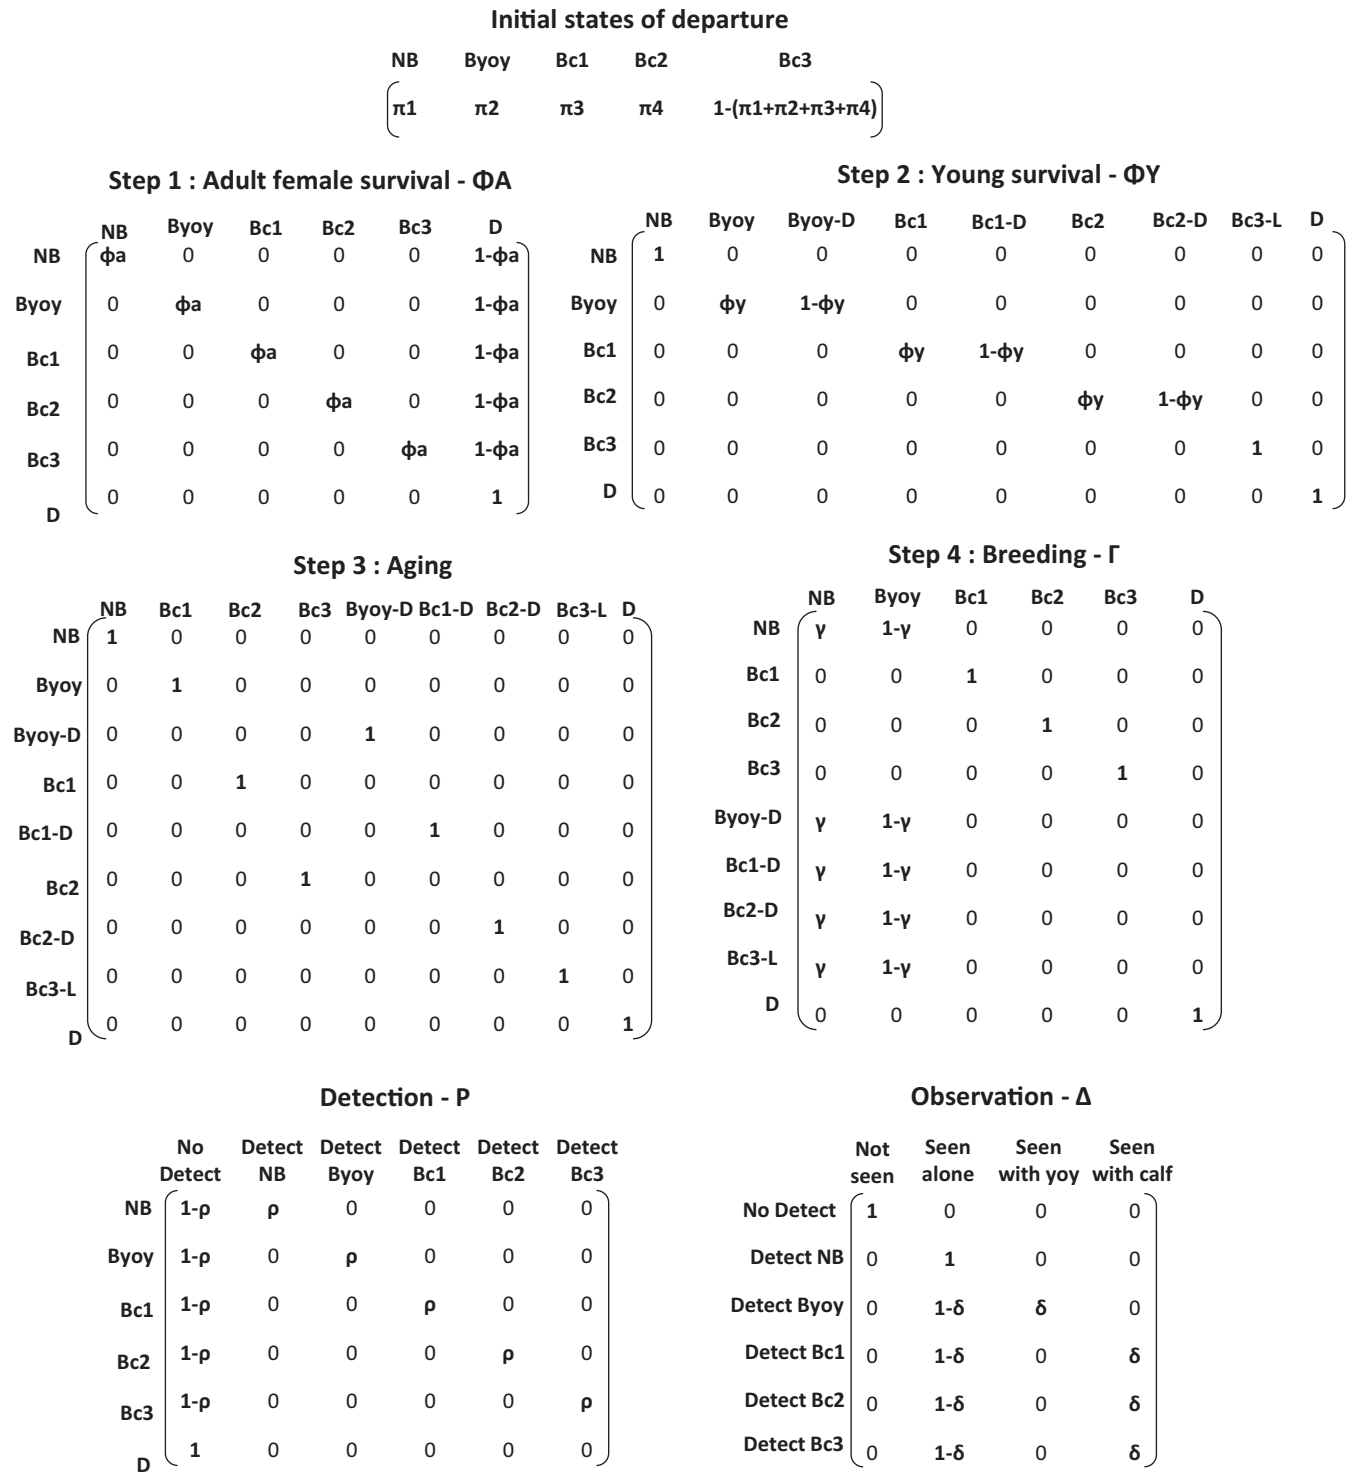 Initial states of departure
NB Byoy Bc1 Bc2 Bc3
π1 π2 π3 π4 1-(π1+π2+π3+π4)
Step 1 : Adult female survival - ΦA
NB Byoy Bc1 Bc2 Bc3 D
NB ϕa 0 0 0 0 1-ϕa
Byoy 0 ϕa 0 0 0 1-ϕa
Bc1 0 0 ϕa 0 0 1-ϕa
Bc2 0 0 0 ϕa 0 1-ϕa
Bc3 0 0 0 0 ϕa 1-ϕa
D 0 0 0 0 0 1
Step 2 : Young survival - ΦY
NB Byoy Byoy-D Bc1 Bc1-D Bc2 Bc2-D Bc3-L D
NB 1 0 0 0 0 0 0 0 0
Byoy 0 ϕy 1-ϕy 0 0 0 0 0 0
Bc1 0 0 0 ϕy 1-ϕy 0 0 0 0
Bc2 0 0 0 0 0 ϕy 1-ϕy 0 0
Bc3 0 0 0 0 0 0 0 1 0
D 0 0 0 0 0 0 0 0 1
Step 3 : Aging
NB Bc1 Bc2 Bc3 Byoy-D Bc1-D Bc2-D Bc3-L D
NB 1 0 0 0 0 0 0 0 0
Byoy 0 1 0 0 0 0 0 0 0
Byoy-D 0 0 0 0 1 0 0 0 0
Bc1 0 0 1 0 0 0 0 0 0
Bc1-D 0 0 0 0 0 1 0 0 0
Bc2 0 0 0 1 0 0 0 0 0
Bc2-D 0 0 0 0 0 0 1 0 0
Bc3-L 0 0 0 0 0 0 0 1 0
D 0 0 0 0 0 0 0 0 1
Step 4 : Breeding - Γ
NB Byoy Bc1 Bc2 Bc3 D
NB γ 1-γ 0 0 0 0
Bc1 0 0 1 0 0 0
Bc2 0 0 0 1 0 0
Bc3 0 0 0 0 1 0
Byoy-D γ 1-γ 0 0 0 0
Bc1-D γ 1-γ 0 0 0 0
Bc2-D γ 1-γ 0 0 0 0
Bc3-L γ 1-γ 0 0 0 0
D 0 0 0 0 0 1
Detection - P
No Detect Detect Detect Detect Detect
Detect NB Byoy Bc1 Bc2 Bc3
NB 1-ρ ρ 0 0 0 0
Byoy 1-ρ 0 ρ 0 0 0
Bc1 1-ρ 0 0 ρ 0 0
Bc2 1-ρ 0 0 0 ρ 0
Bc3 1-ρ 0 0 0 0 ρ
D 1 0 0 0 0 0
Observation - Δ
Not Seen Seen Seen
seen alone with yoy with calf
No Detect 1 0 0 0
Detect NB 0 1 0 0
Detect Byoy 0 1-δ δ 0
Detect Bc1 0 1-δ 0 δ
Detect Bc2 0 1-δ 0 δ
Detect Bc3 0 1-δ 0 δ